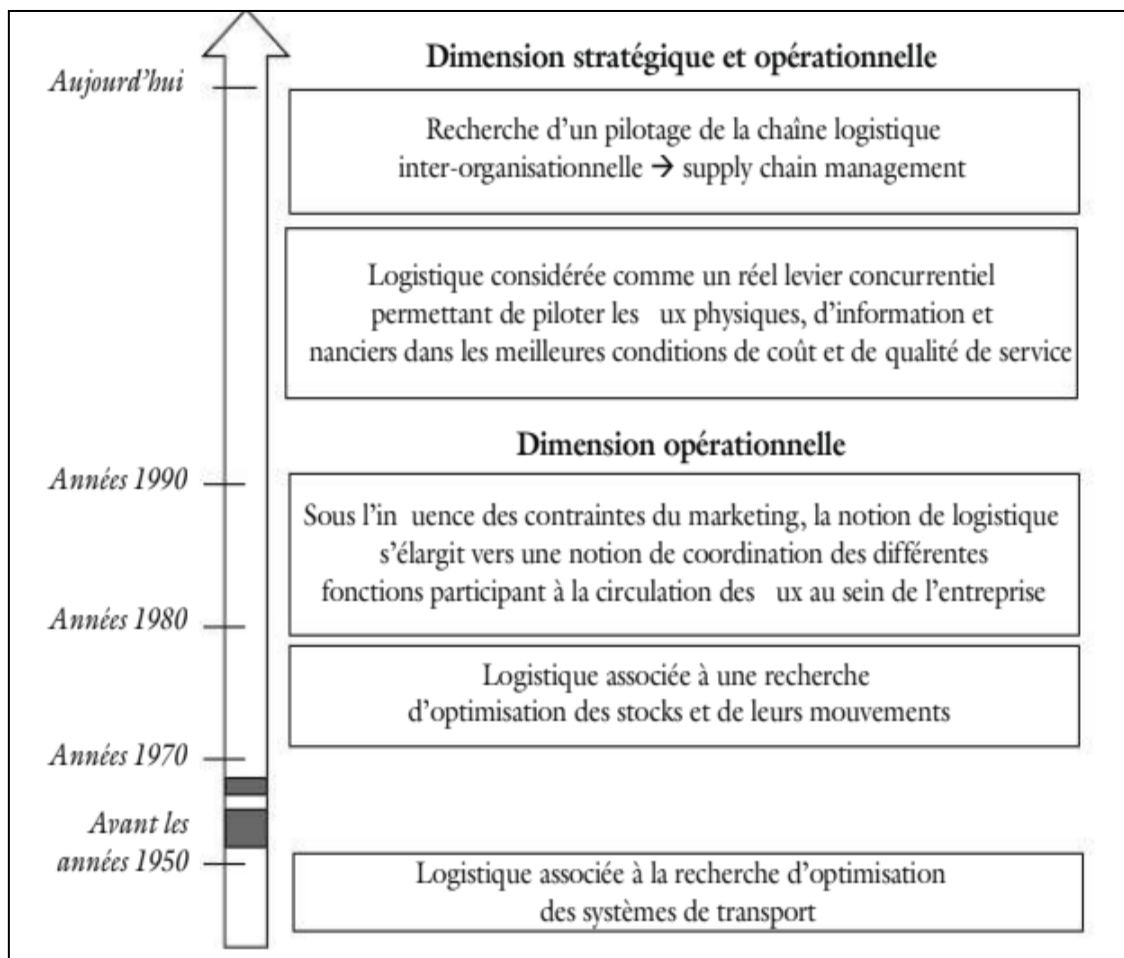 Dimension stratégique et opérationnelle
Aujourd'hui
Recherche d'un pilotage de la chaîne logistique
inter-organisationnelle → supply chain management
Logistique considérée comme un réel levier concurrentiel
permettant de piloter les ux physiques, d'information et
nanciers dans les meilleures conditions de coût et de qualité de service
Dimension opérationnelle
Années 1990
Sous l'in uence des contraintes du marketing, la notion de logistique
s'élargit vers une notion de coordination des différentes
fonctions participant à la circulation des ux au sein de l'entreprise
Années 1980
Logistique associée à une recherche
d'optimisation des stocks et de leurs mouvements
Années 1970
Avant les
années 1950
Logistique associée à la recherche d'optimisation
des systèmes de transport